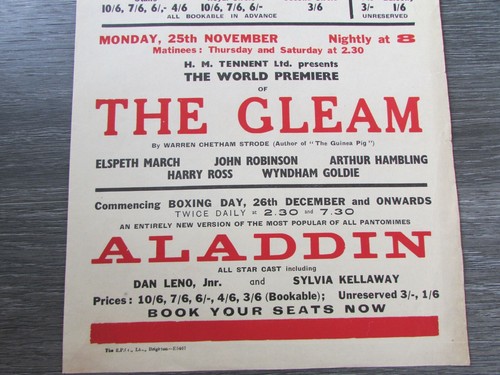 10/6, 7/6, 6/-, 4/6 10/6, 7/6, 6/- 3/6 3/- 1/6
ALL BOOKABLE IN ADVANCE UNRESERVED
MONDAY, 25th NOVEMBER Nightly at 8
Matinees: Thursday and Saturday at 2.30
H. M. TENNENT Ltd. presents
THE WORLD PREMIERE
OF
THE GLEAM
By WARREN CHETHAM STRODE (Author of "The Guinea Pig")
ELSPETH MARCH JOHN ROBINSON ARTHUR HAMBLING
HARRY ROSS WYNDHAM GOLDIE
Commencing BOXING DAY, 26th DECEMBER and ONWARDS
TWICE DAILY at 2.30 and 7.30
AN ENTIRELY NEW VERSION OF THE MOST POPULAR OF ALL PANTOMIMES
ALADDIN
ALL STAR CAST including
DAN LENO, Jnr. and SYLVIA KELLAWAY
Prices: 10/6, 7/6, 6/-, 4/6, 3/6 (Bookable); Unreserved 3/-, 1/6
BOOK YOUR SEATS NOW
The Ltd., Brighton